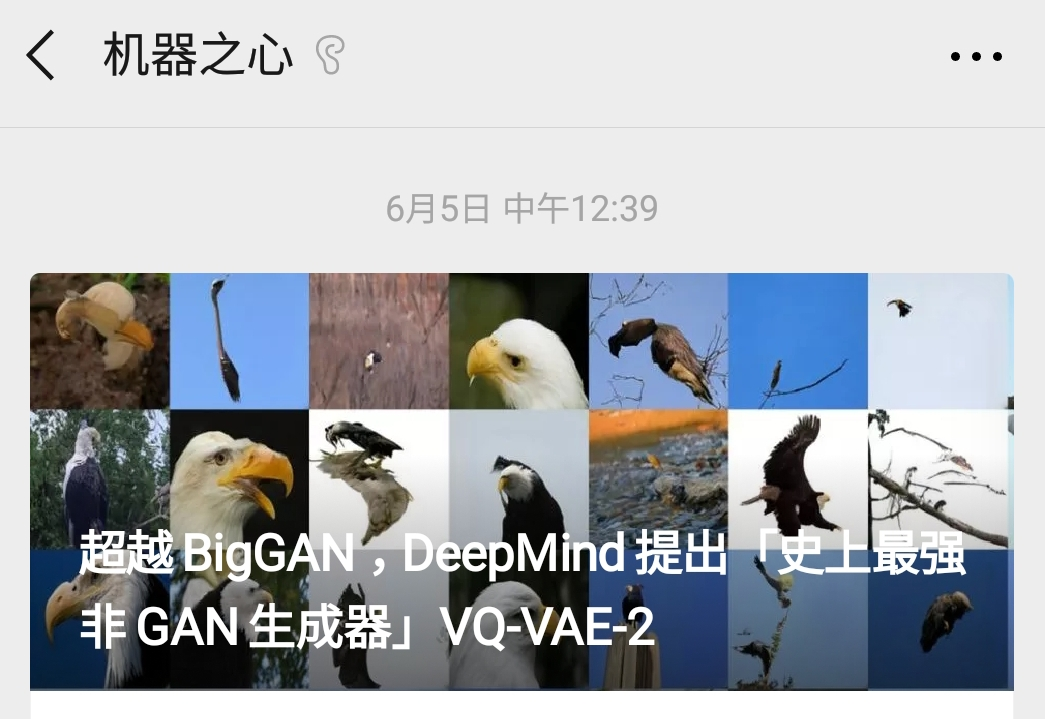 机器之心
6月5日 中午12:39
超越 BigGAN，DeepMind 提出「史上最强
非 GAN 生成器」VQ-VAE-2